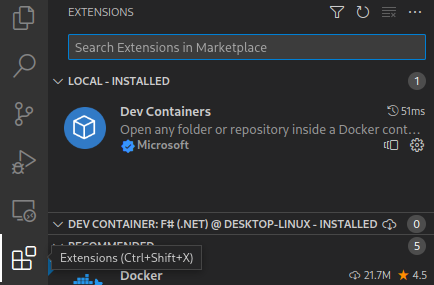 EXTENSIONS
Search Extensions in Marketplace
LOCAL - INSTALLED 1
Dev Containers 51ms
Open any folder or repository inside a Docker cont...
Microsoft
DEV CONTAINER: F# (.NET) @ DESKTOP-LINUX - INSTALLED 0
RECOMMENDED 5
Extensions (Ctrl+Shift+X)
Docker 21.7M 4.5